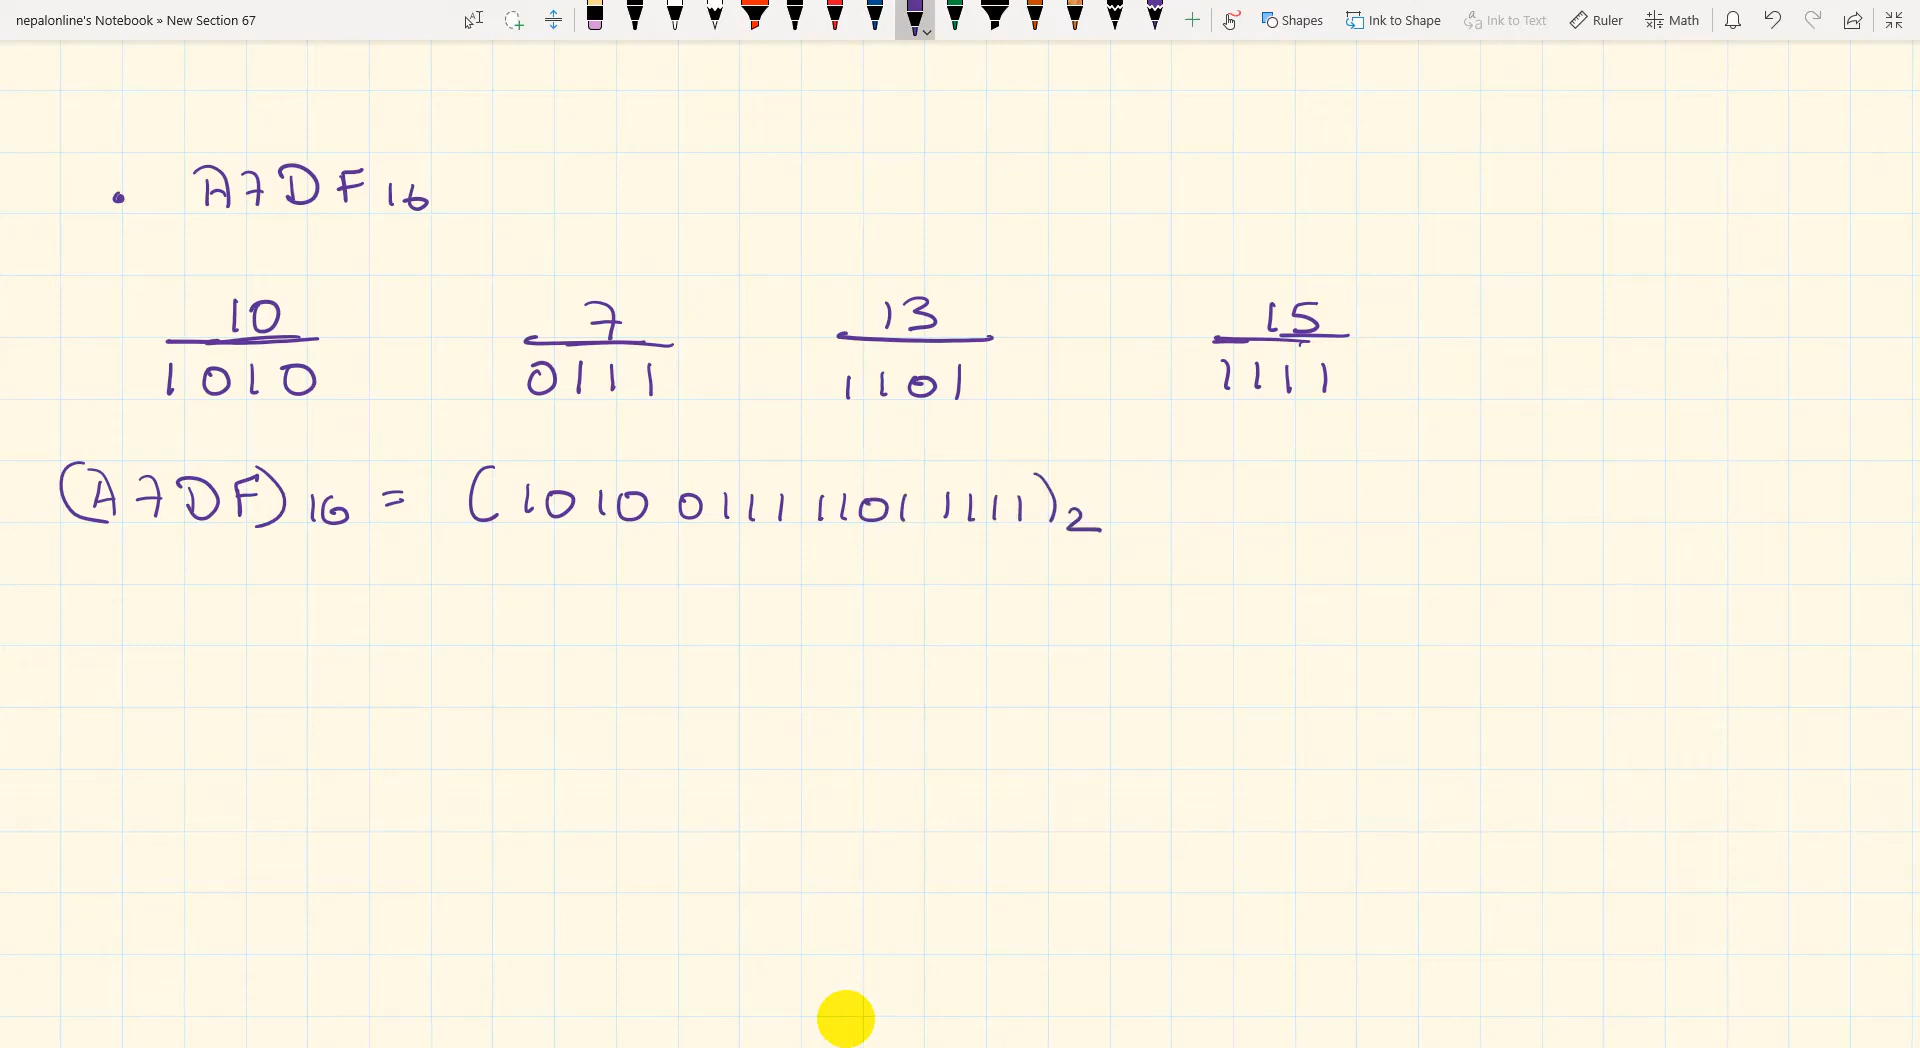 nepalonline's Notebook » New Section 67
Shapes
Ink to Shape
Ink to Text
Ruler
Math
• A7DF16
10 7 13 15
1010 0111 1101 1111
(A7DF)16 = (1010 0111 1101 1111)2